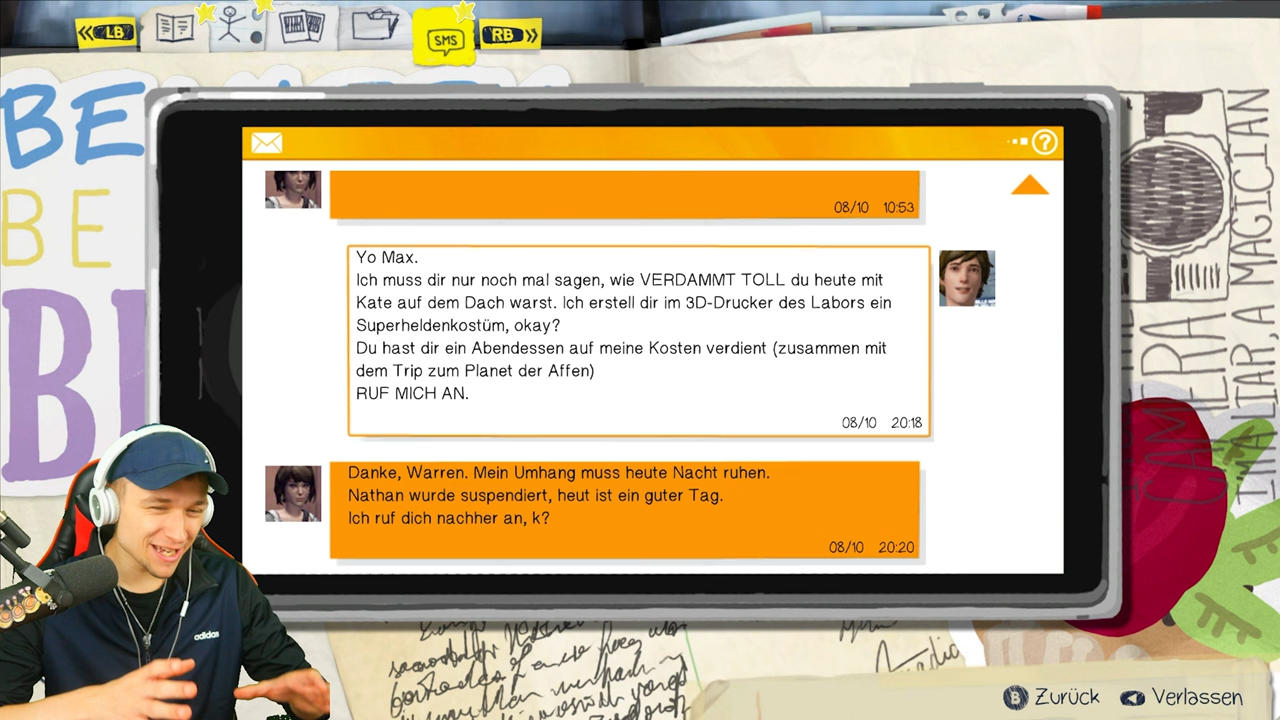 LB
SMS
RB
BE
BE
08/10 10:53
Yo Max.
Ich muss dir nur noch mal sagen, wie VERDAMMT TOLL du heute mit
Kate auf dem Dach warst. Ich erstell dir im 3D-Drucker des Labors ein
Superheldenkostüm, okay?
Du hast dir ein Abendessen auf meine Kosten verdient (zusammen mit
dem Trip zum Planet der Affen)
RUF MICH AN.
08/10 20:18
Danke, Warren. Mein Umhang muss heute Nacht ruhen.
Nathan wurde suspendiert, heut ist ein guter Tag.
Ich ruf dich nachher an, k?
08/10 20:20
CAMERA
LIAR, A MAGICIAN
adidas
B Zurück
Verlassen